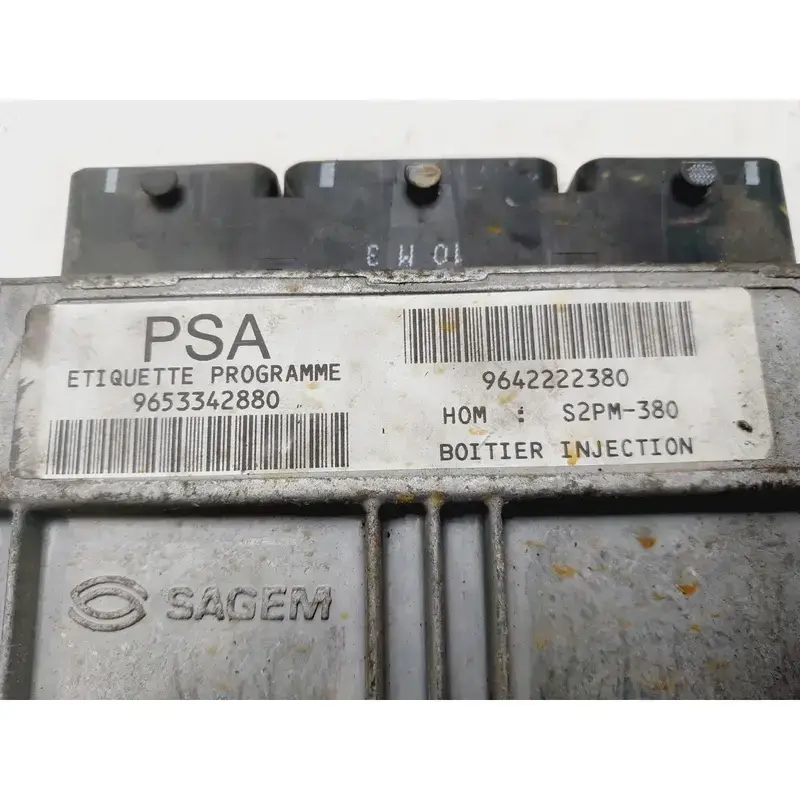 10 M 3
PSA
ETIQUETTE PROGRAMME
9653342880
9642222380
HOM : S2PM-380
BOITIER INJECTION
SAGEM